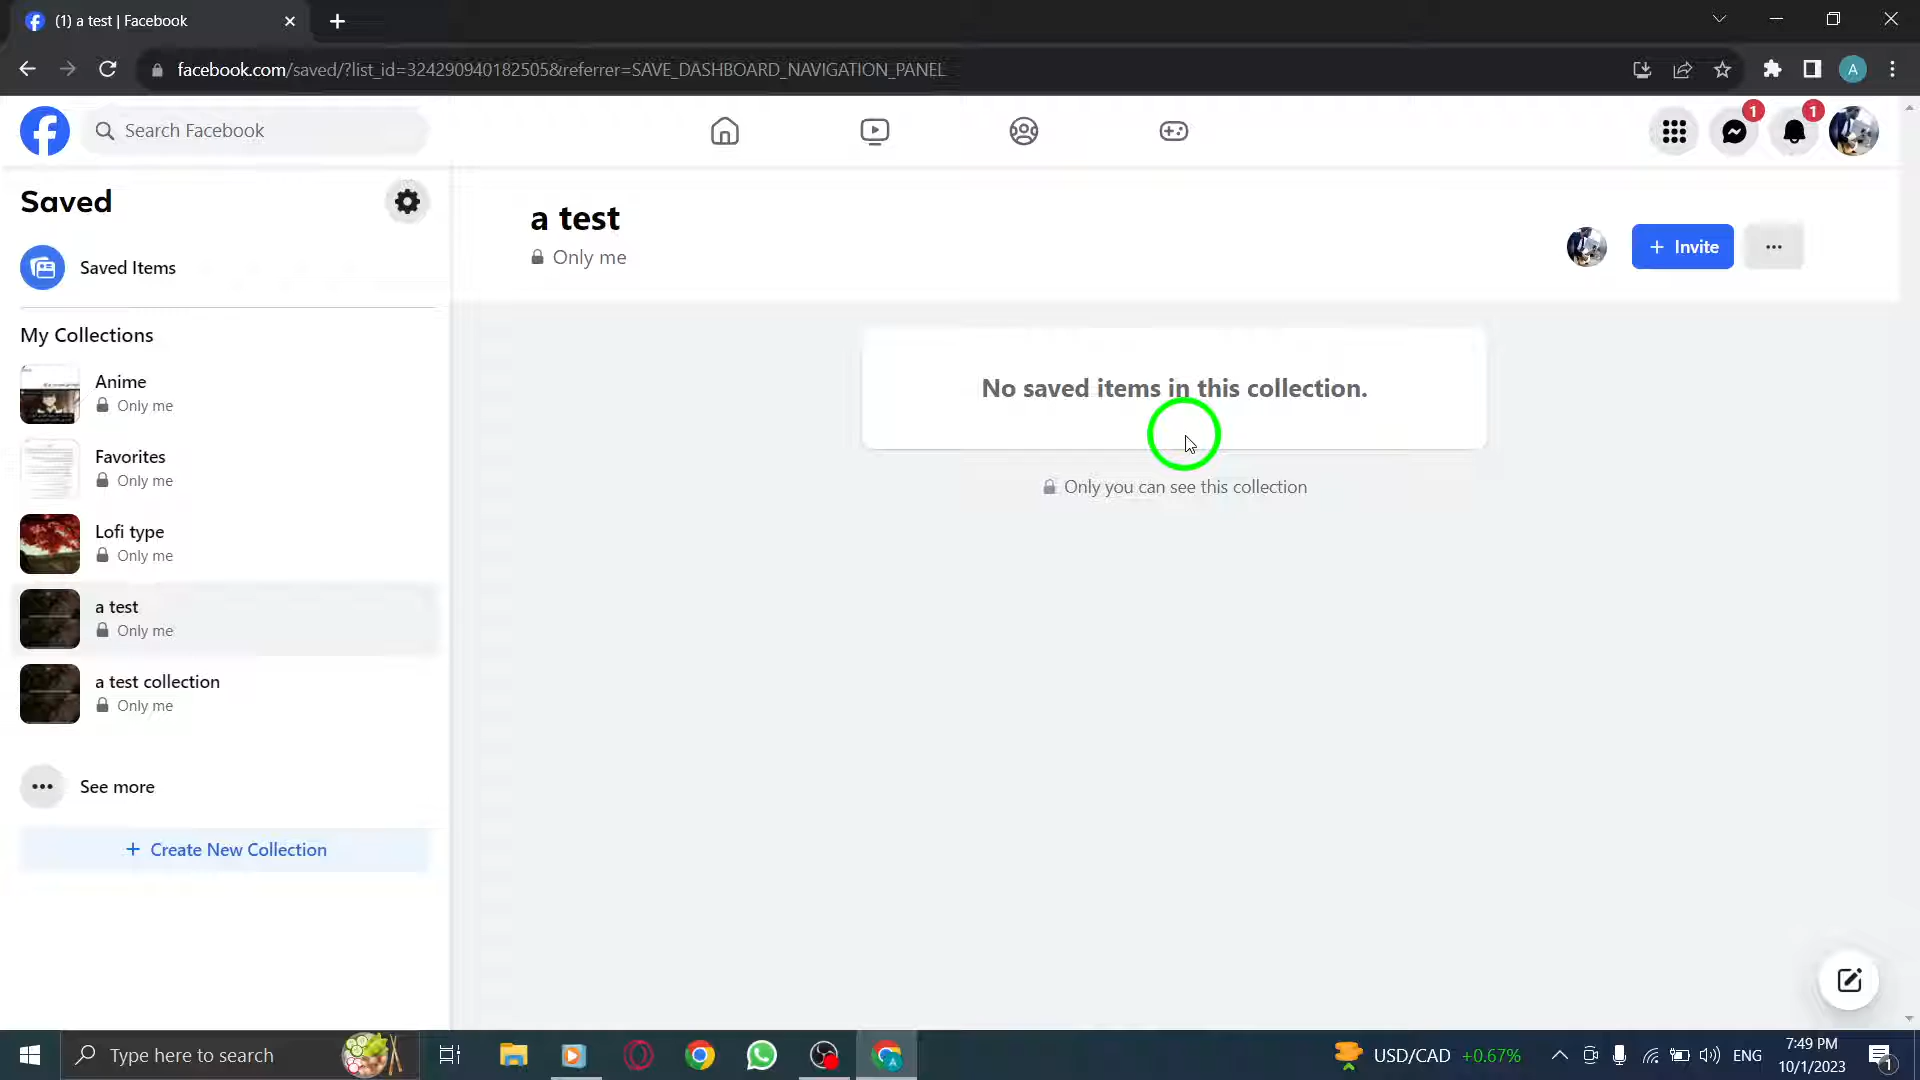 (1) a test | Facebook
facebook.com/saved/?list_id=324290940182505&referrer=SAVE_DASHBOARD_NAVIGATION_PANEL
A
Search Facebook
1
1
Saved
Saved Items
My Collections
Anime
Only me
Favorites
Only me
Lofi type
Only me
a test
Only me
a test collection
Only me
See more
+ Create New Collection
a test
Only me
+ Invite
No saved items in this collection.
Only you can see this collection
Type here to search
USD/CAD +0.67%
ENG
7:49 PM
10/1/2023
1